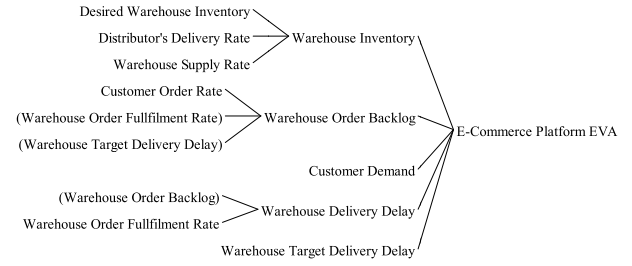 Desired Warehouse Inventory
Distributor's Delivery Rate
Warehouse Supply Rate
Warehouse Inventory
Customer Order Rate
(Warehouse Order Fullfilment Rate)
(Warehouse Target Delivery Delay)
Warehouse Order Backlog
Customer Demand
(Warehouse Order Backlog)
Warehouse Order Fullfilment Rate
Warehouse Delivery Delay
Warehouse Target Delivery Delay
E-Commerce Platform EVA